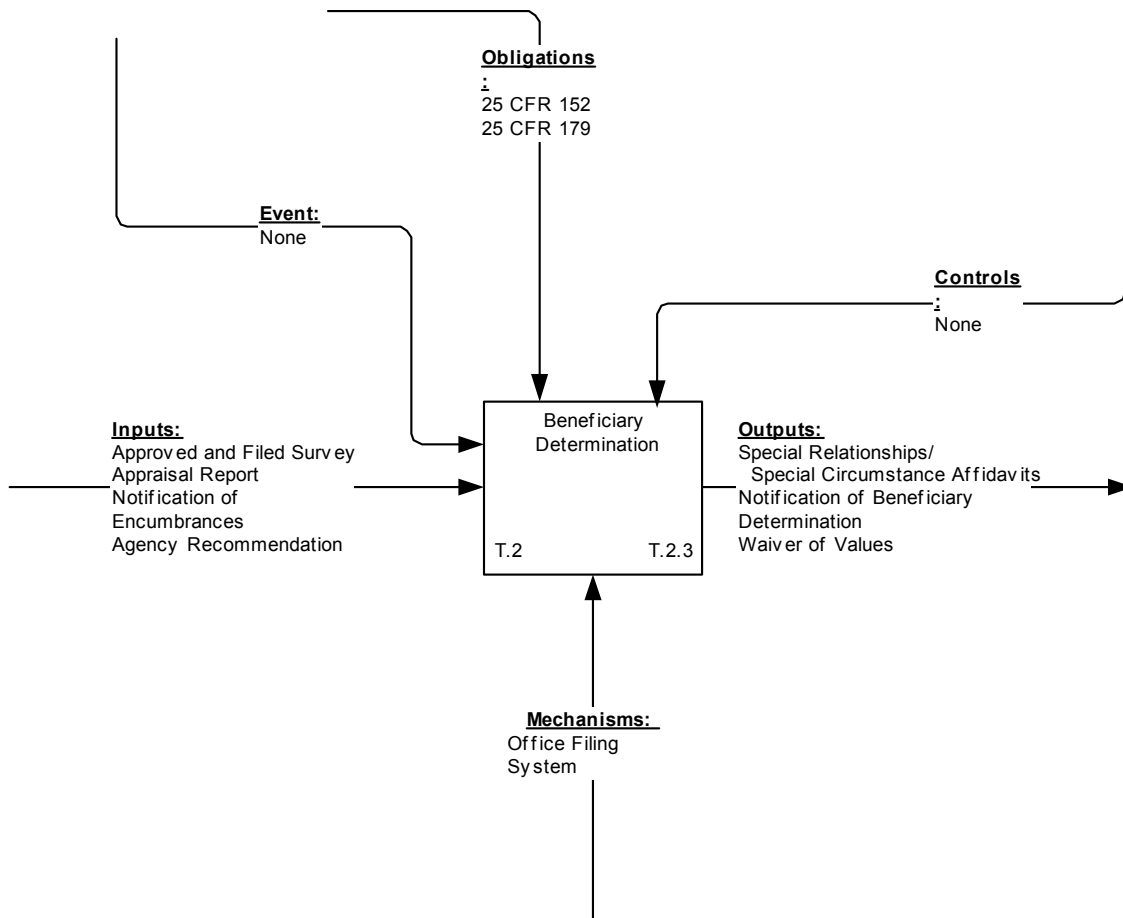 Obligations
:
25 CFR 152
25 CFR 179
Event:
None
Controls
:
None
Inputs:
Approved and Filed Survey
Appraisal Report
Notification of
Encumbrances
Agency Recommendation
Beneficiary
Determination
T.2
T.2.3
Outputs:
Special Relationships/
Special Circumstance Affidavits
Notification of Beneficiary
Determination
Waiver of Values
Mechanisms:
Office Filing
System